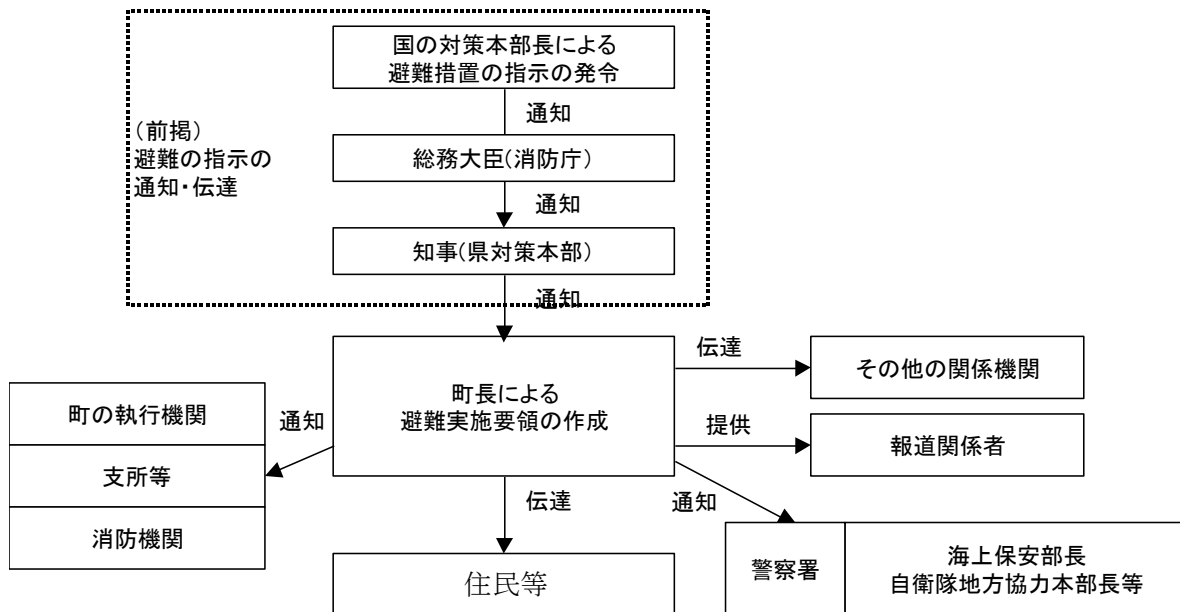 国の対策本部長による
避難措置の指示の発令
通知
(前掲)
避難の指示の
通知・伝達
総務大臣(消防庁)
通知
知事(県対策本部)
通知
町長による
避難実施要領の作成
伝達
その他の関係機関
提供
報道関係者
通知
町の執行機関
支所等
消防機関
伝達
住民等
通知
警察署
海上保安部長
自衛隊地方協力本部長等